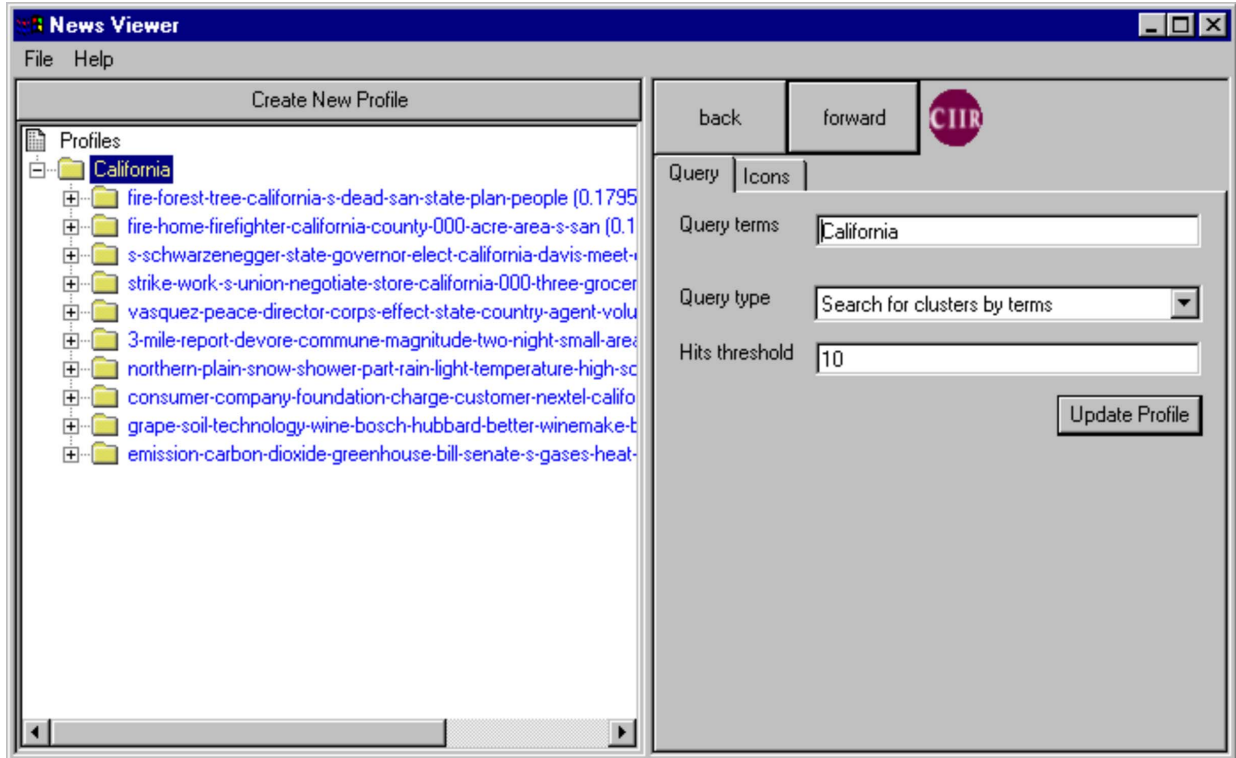 News Viewer
File Help
Create New Profile
Profiles
California
fire-forest-tree-california-s-dead-san-state-plan-people (0.1795
fire-home-firefighter-california-county-000-acre-area-s-san (0.1
s-schwarzenegger-state-governor-elect-california-davis-meet-
strike-work-s-union-negotiate-store-california-000-three-grocer
vasquez-peace-director-corps-effect-state-country-agent-volu
3-mile-report-devore-commune-magnitude-two-night-small-area
northern-plain-snow-shower-part-rain-light-temperature-high-sc
consumer-company-foundation-charge-customer-nextel-califo
grape-soil-technology-wine-bosch-hubbard-better-winemake-b
emission-carbon-dioxide-greenhouse-bill-senate-s-gases-heat-
back forward CIIR
Query Icons
Query terms California
Query type Search for clusters by terms
Hits threshold 10
Update Profile